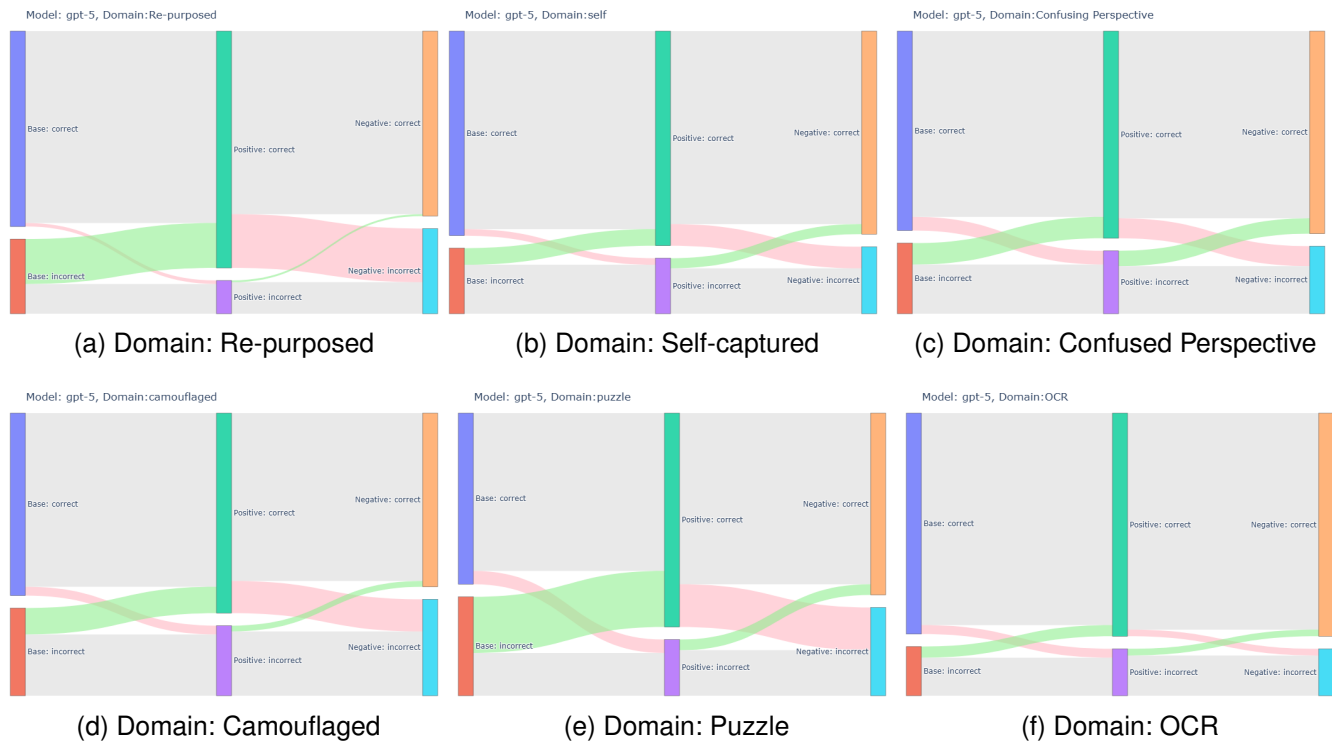 Model: gpt-5, Domain:Re-purposed
Base: correct
Positive: correct
Negative: correct
Base: incorrect
Positive: incorrect
Negative: incorrect
(a) Domain: Re-purposed
Model: gpt-5, Domain:self
Base: correct
Positive: correct
Negative: correct
Base: incorrect
Positive: incorrect
Negative: incorrect
(b) Domain: Self-captured
Model: gpt-5, Domain:Confusing Perspective
Base: correct
Positive: correct
Negative: correct
Base: incorrect
Positive: incorrect
Negative: incorrect
(c) Domain: Confused Perspective
Model: gpt-5, Domain:camouflaged
Base: correct
Positive: correct
Negative: correct
Base: incorrect
Positive: incorrect
Negative: incorrect
(d) Domain: Camouflaged
Model: gpt-5, Domain:puzzle
Base: correct
Positive: correct
Negative: correct
Base: incorrect
Positive: incorrect
Negative: incorrect
(e) Domain: Puzzle
Model: gpt-5, Domain:OCR
Base: correct
Positive: correct
Negative: correct
Base: incorrect
Positive: incorrect
Negative: incorrect
(f) Domain: OCR